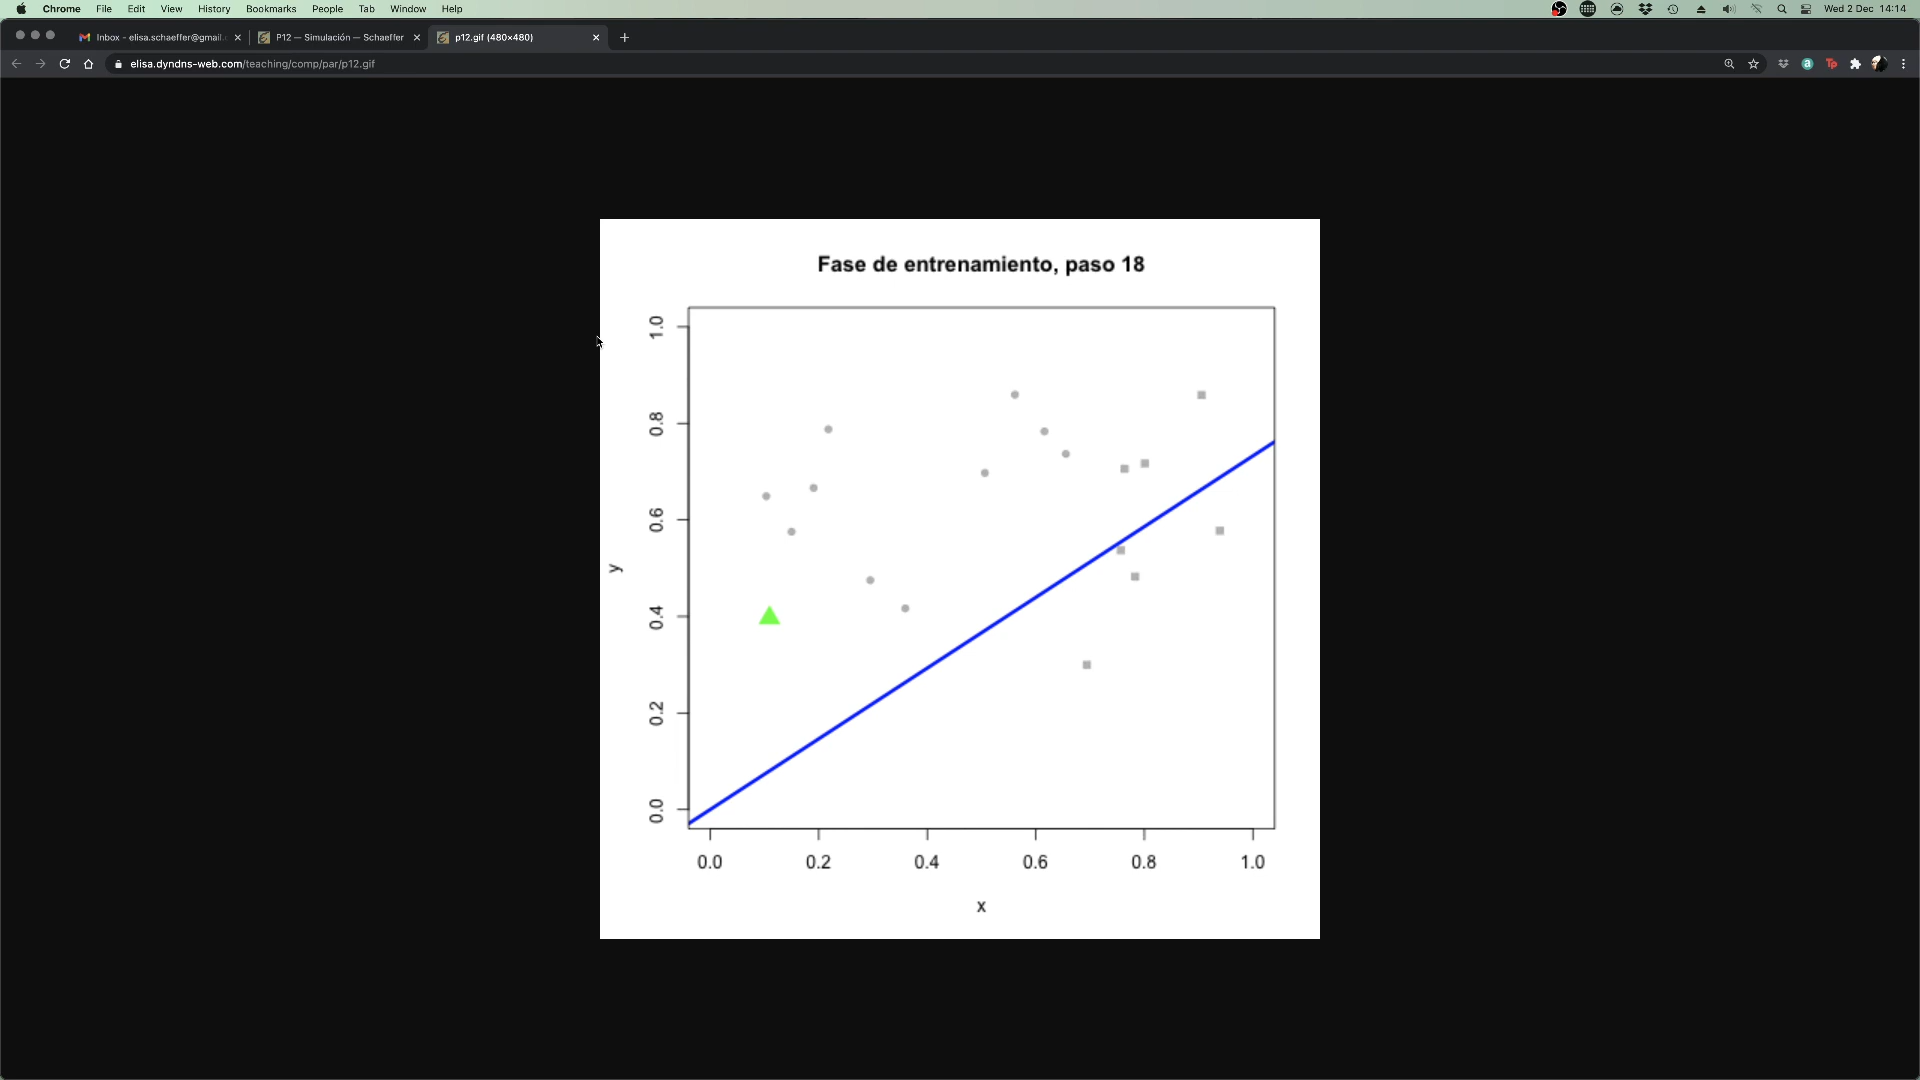 Chrome File Edit View History Bookmarks People Tab Window Help Wed 2 Dec 14:14
Inbox - elisa.schaeffer@gmail. P12 — Simulación — Schaeffer p12.gif (480×480)
elisa.dyndns-web.com/teaching/comp/par/p12.gif
Fase de entrenamiento, paso 18
1.0
0.8
0.6
y
0.4
0.2
0.0
0.0 0.2 0.4 0.6 0.8 1.0
x